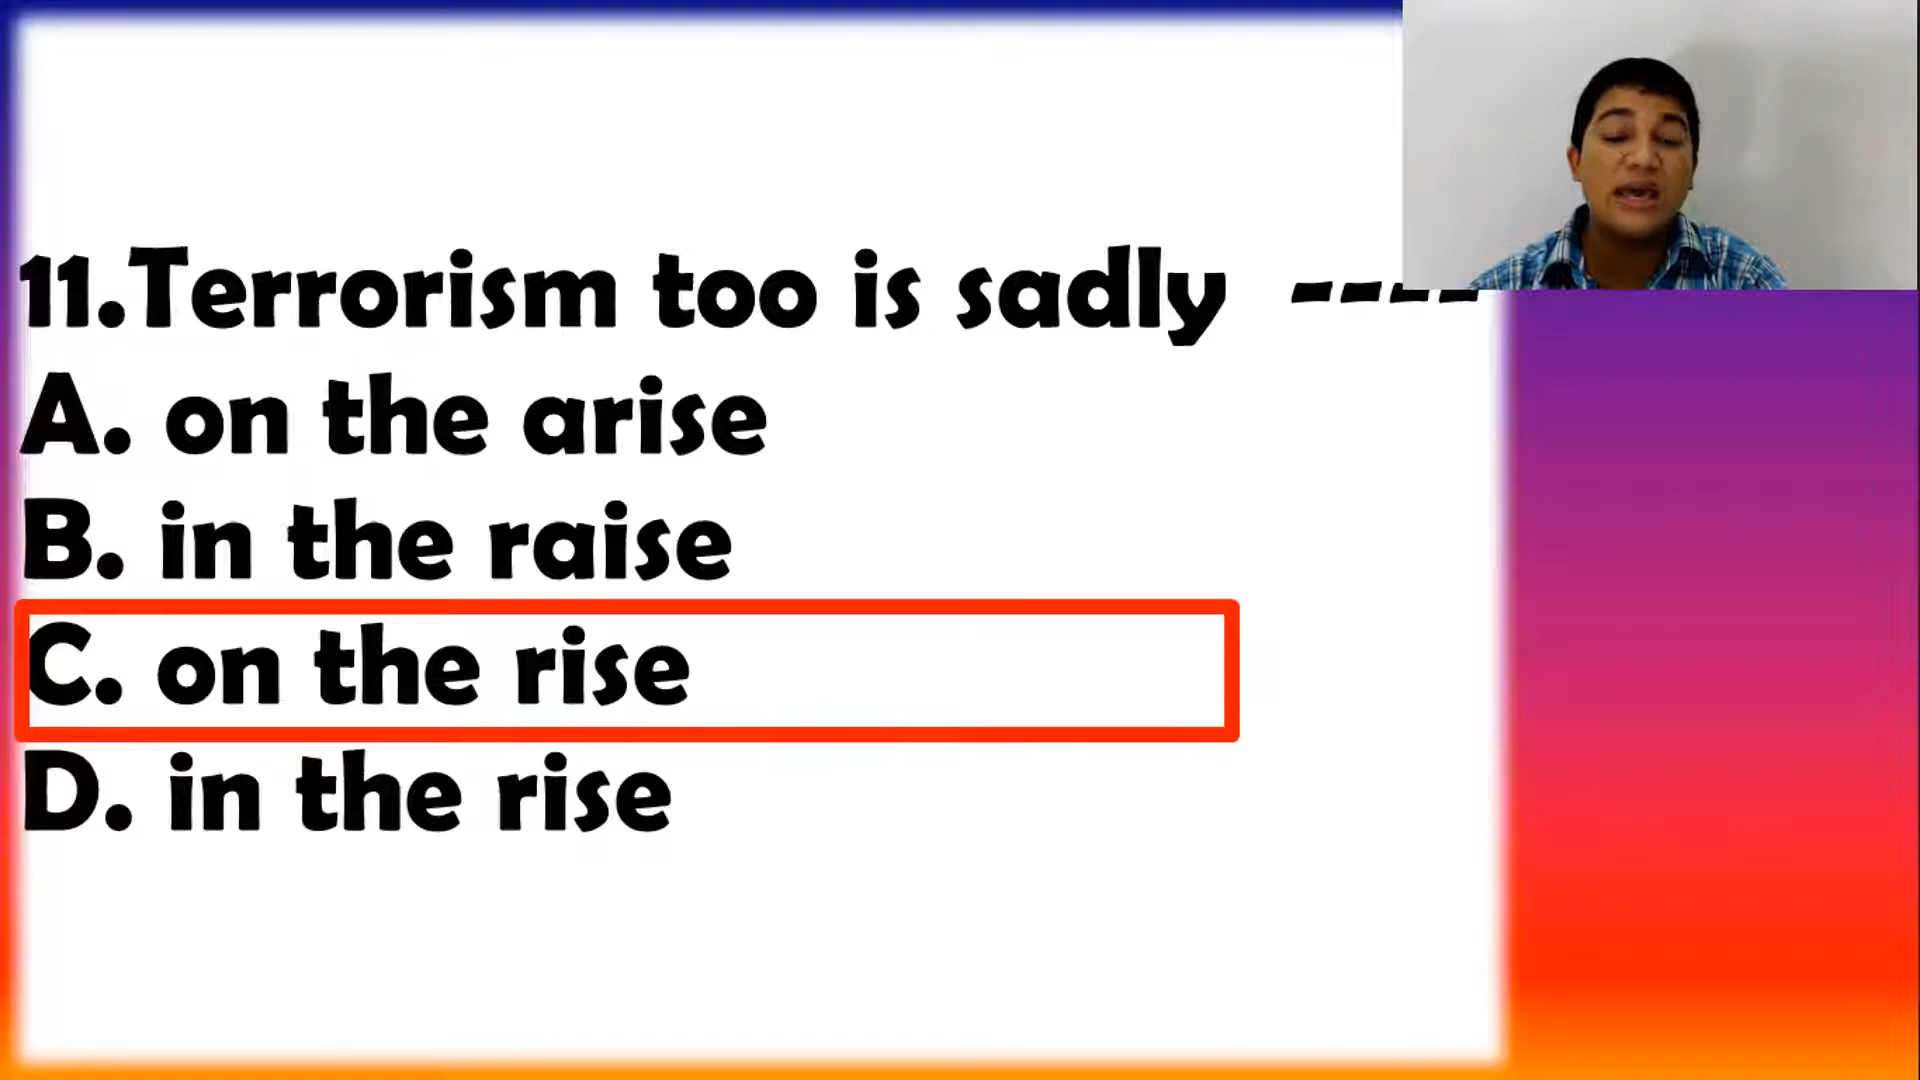 11.Terrorism too is sadly ----
A. on the arise
B. in the raise
C. on the rise
D. in the rise